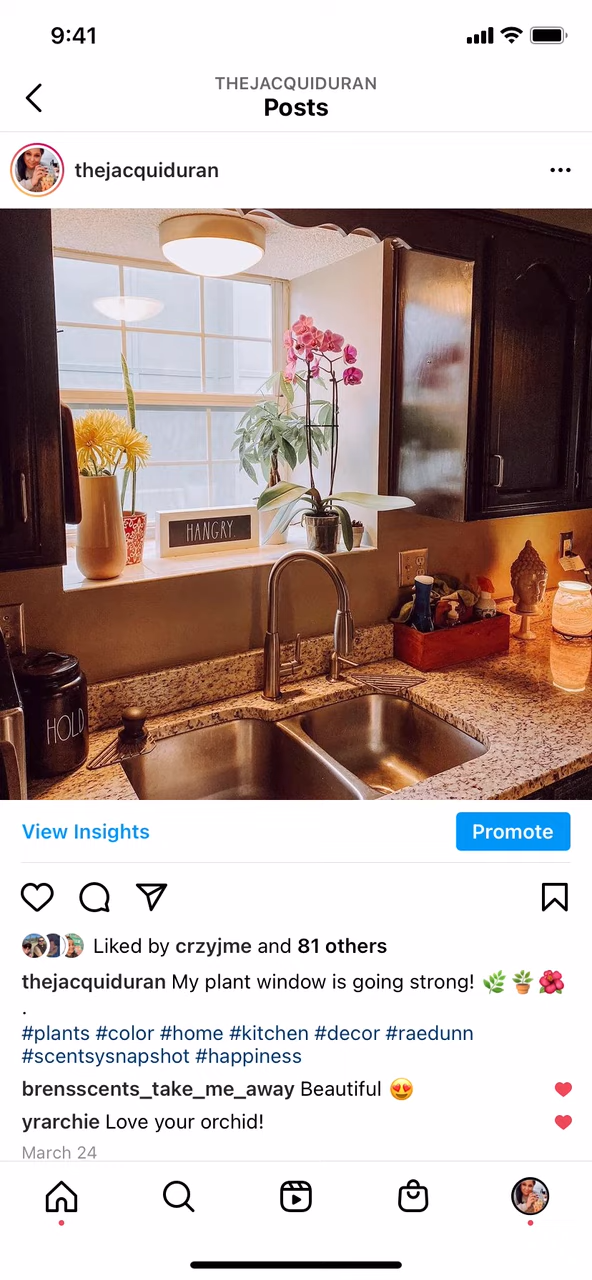 9:41
THEJACQUIDURAN
Posts
thejacquiduran
HANGRY
HOLD
View Insights
Promote
Liked by crzyjme and 81 others
thejacquiduran My plant window is going strong! 🌿 🪴 🌺
.
#plants #color #home #kitchen #decor #raedunn
#scentsysnapshot #happiness
brensscents_take_me_away Beautiful 😍
yrarchie Love your orchid!
March 24